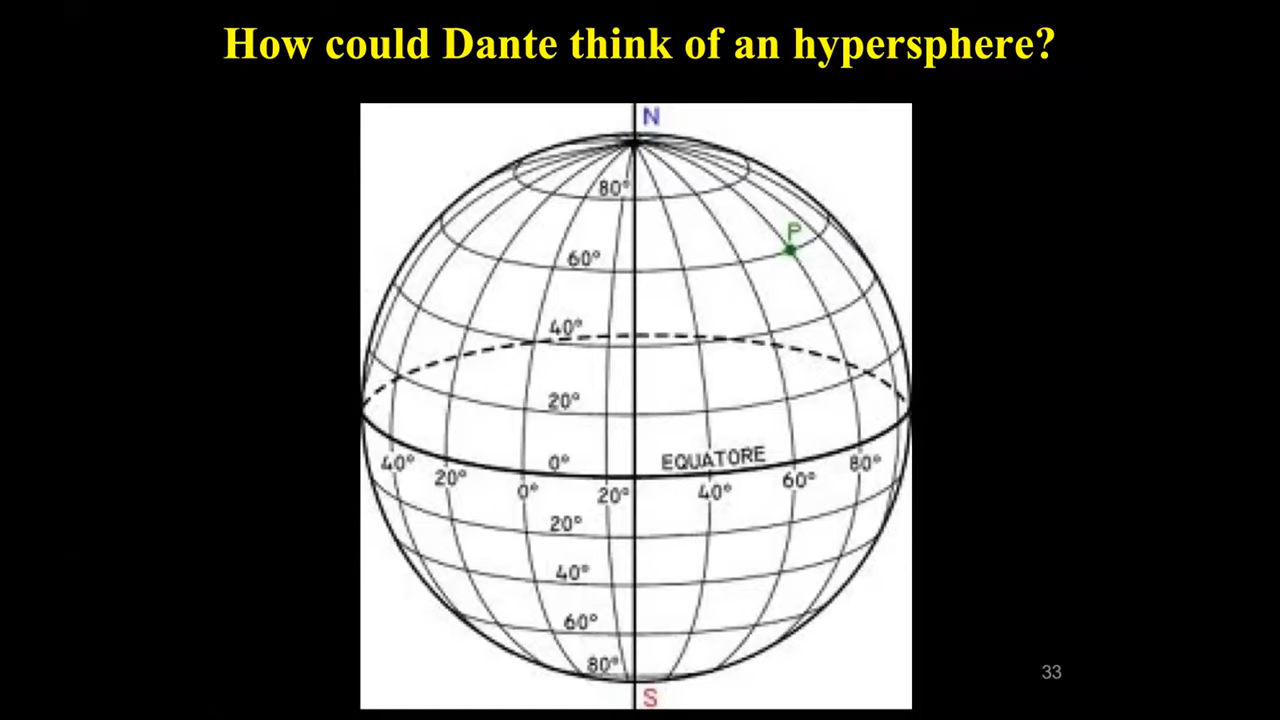 How could Dante think of an hypersphere?
N
80°
P
60°
40°
20°
0° EQUATORE
40° 20° 0° 20° 40° 60° 80°
20°
40°
60°
80°
S
33